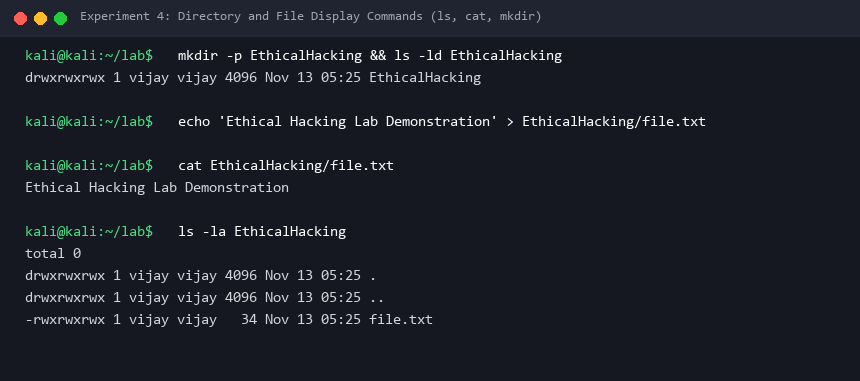 Experiment 4: Directory and File Display Commands (ls, cat, mkdir)
kali@kali:~/lab$ mkdir -p EthicalHacking && ls -ld EthicalHacking
drwxrwxrwx 1 vijay vijay 4096 Nov 13 05:25 EthicalHacking
kali@kali:~/lab$ echo 'Ethical Hacking Lab Demonstration' > EthicalHacking/file.txt
kali@kali:~/lab$ cat EthicalHacking/file.txt
Ethical Hacking Lab Demonstration
kali@kali:~/lab$ ls -la EthicalHacking
total 0
drwxrwxrwx 1 vijay vijay 4096 Nov 13 05:25 .
drwxrwxrwx 1 vijay vijay 4096 Nov 13 05:25 ..
-rwxrwxrwx 1 vijay vijay   34 Nov 13 05:25 file.txt